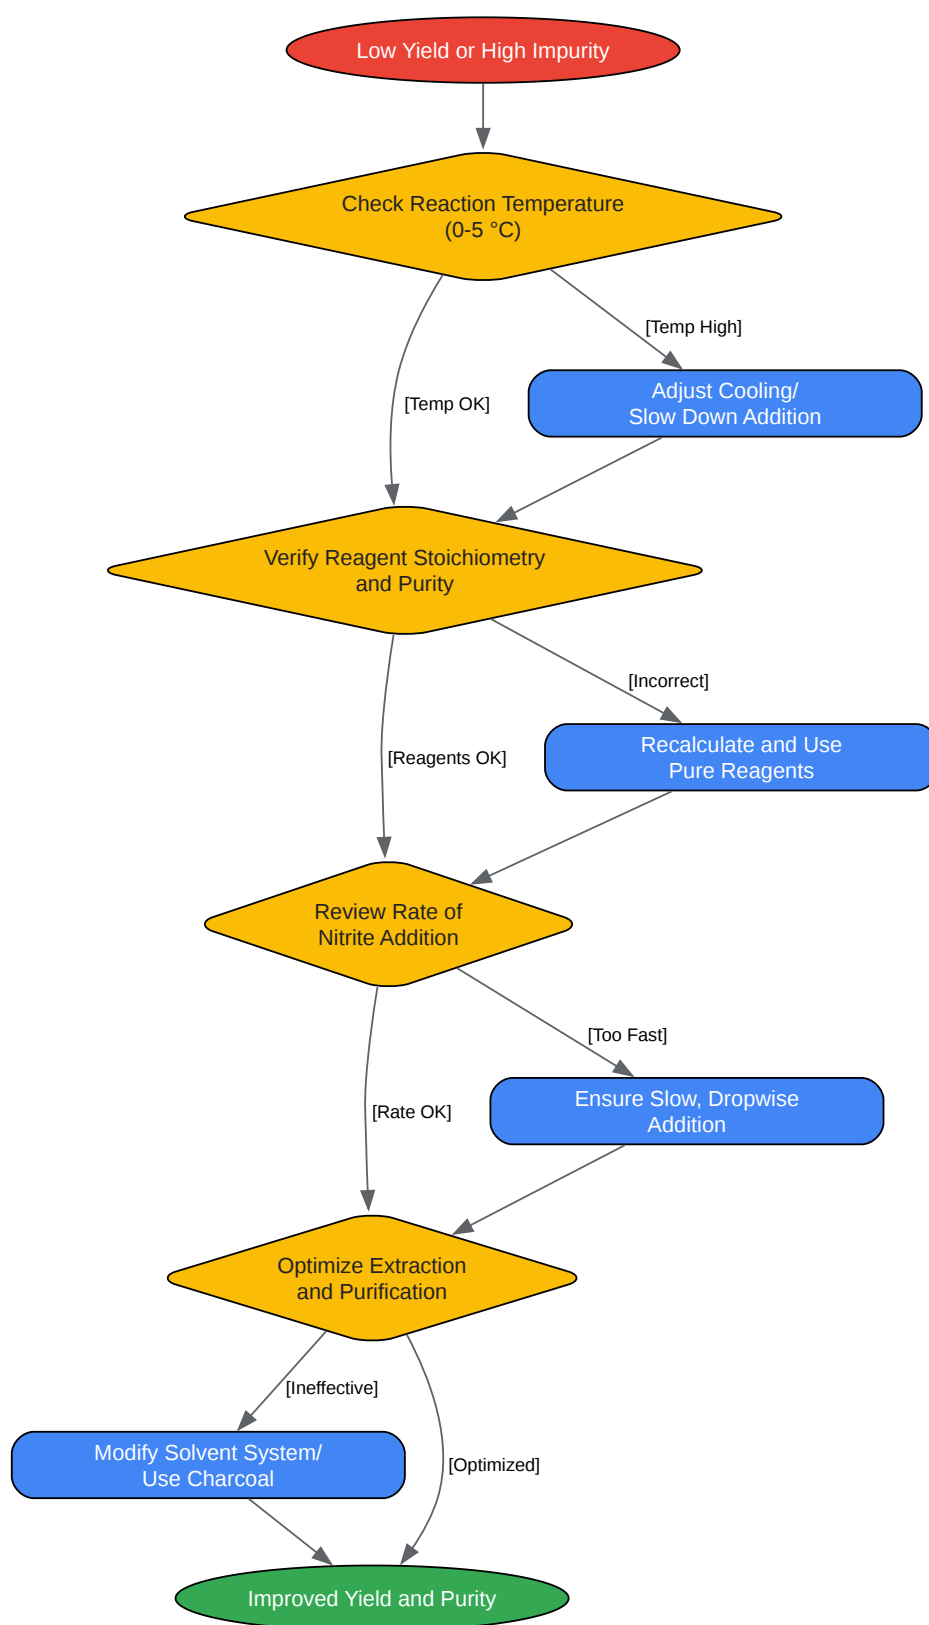 Low Yield or High Impurity
Check Reaction Temperature
(0-5 °C)
[Temp High]
[Temp OK]
Adjust Cooling/
Slow Down Addition
Verify Reagent Stoichiometry
and Purity
[Incorrect]
[Reagents OK]
Recalculate and Use
Pure Reagents
Review Rate of
Nitrite Addition
[Too Fast]
[Rate OK]
Ensure Slow, Dropwise
Addition
Optimize Extraction
and Purification
[Ineffective]
[Optimized]
Modify Solvent System/
Use Charcoal
Improved Yield and Purity